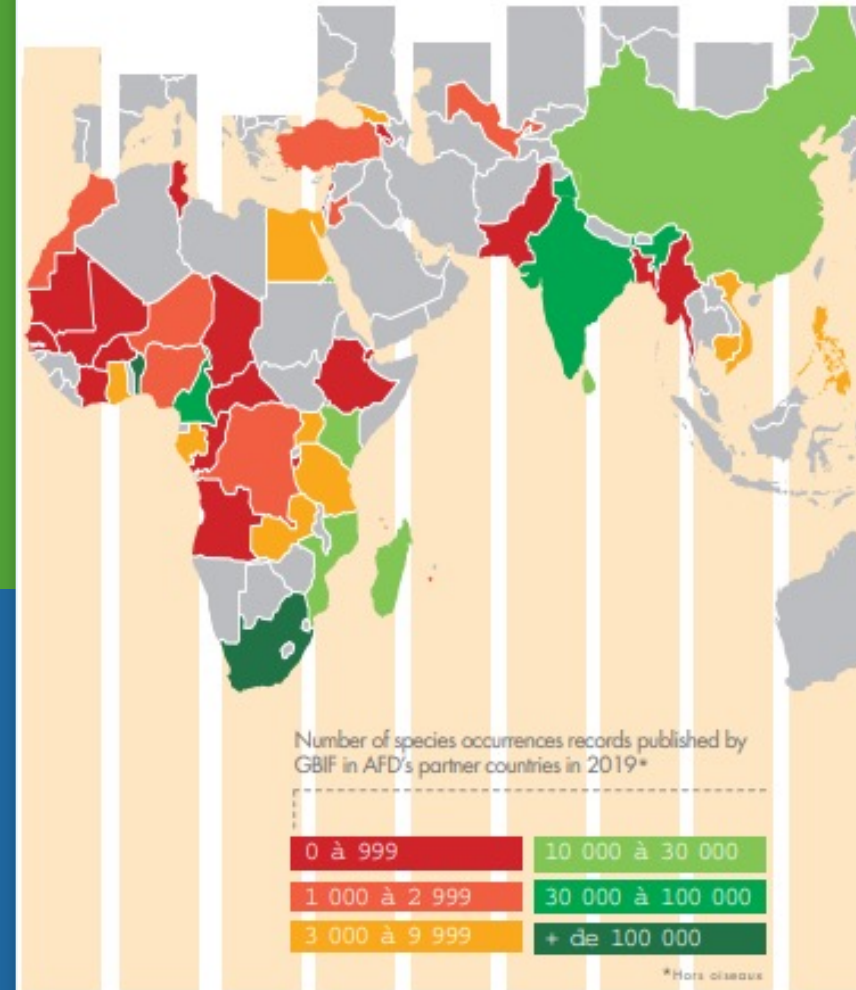 Number of species occurrences records published by
GBIF in AFD's partner countries in 2019*
0 à 999
1 000 à 2 999
3 000 à 9 999
10 000 à 30 000
30 000 à 100 000
+ de 100 000
*Hors oiseaux